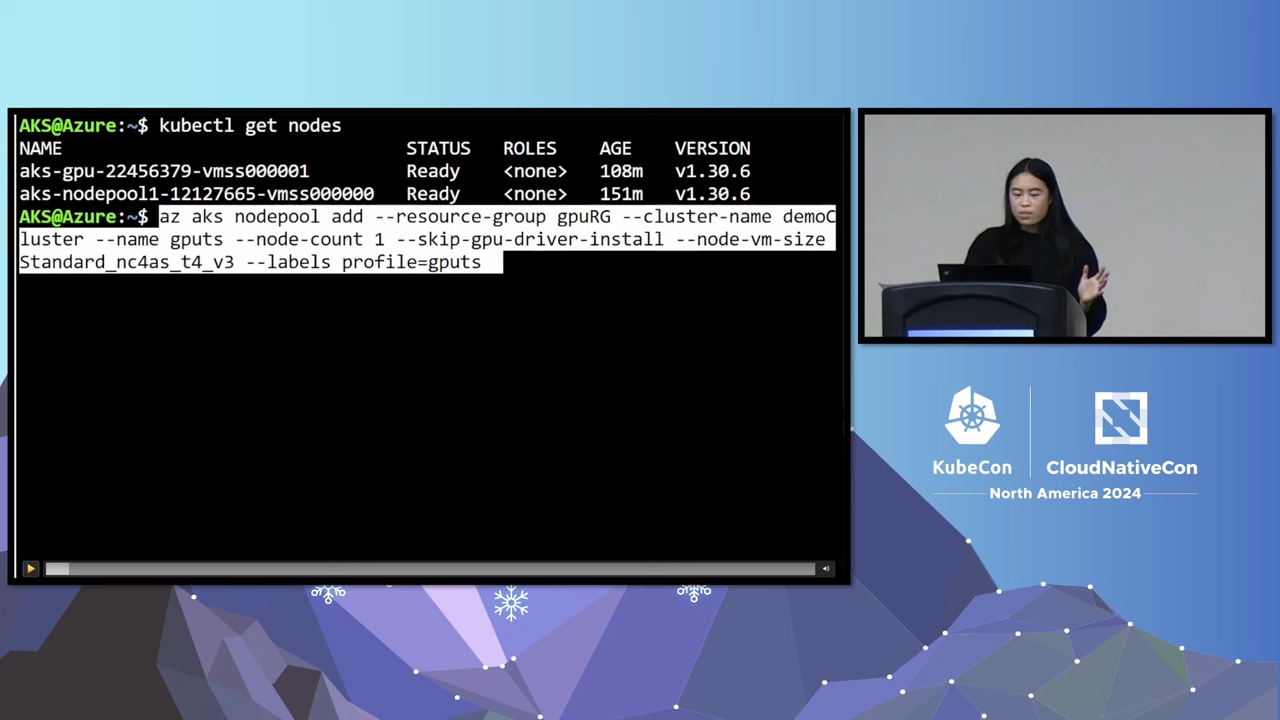 AKS@Azure:~$ kubectl get nodes
NAME STATUS ROLES AGE VERSION
aks-gpu-22456379-vmss000001 Ready <none> 108m v1.30.6
aks-nodepool1-12127665-vmss000000 Ready <none> 151m v1.30.6
AKS@Azure:~$ az aks nodepool add --resource-group gpuRG --cluster-name demoC
luster --name gputs --node-count 1 --skip-gpu-driver-install --node-vm-size
Standard_nc4as_t4_v3 --labels profile=gputs
KubeCon
CloudNativeCon
North America 2024